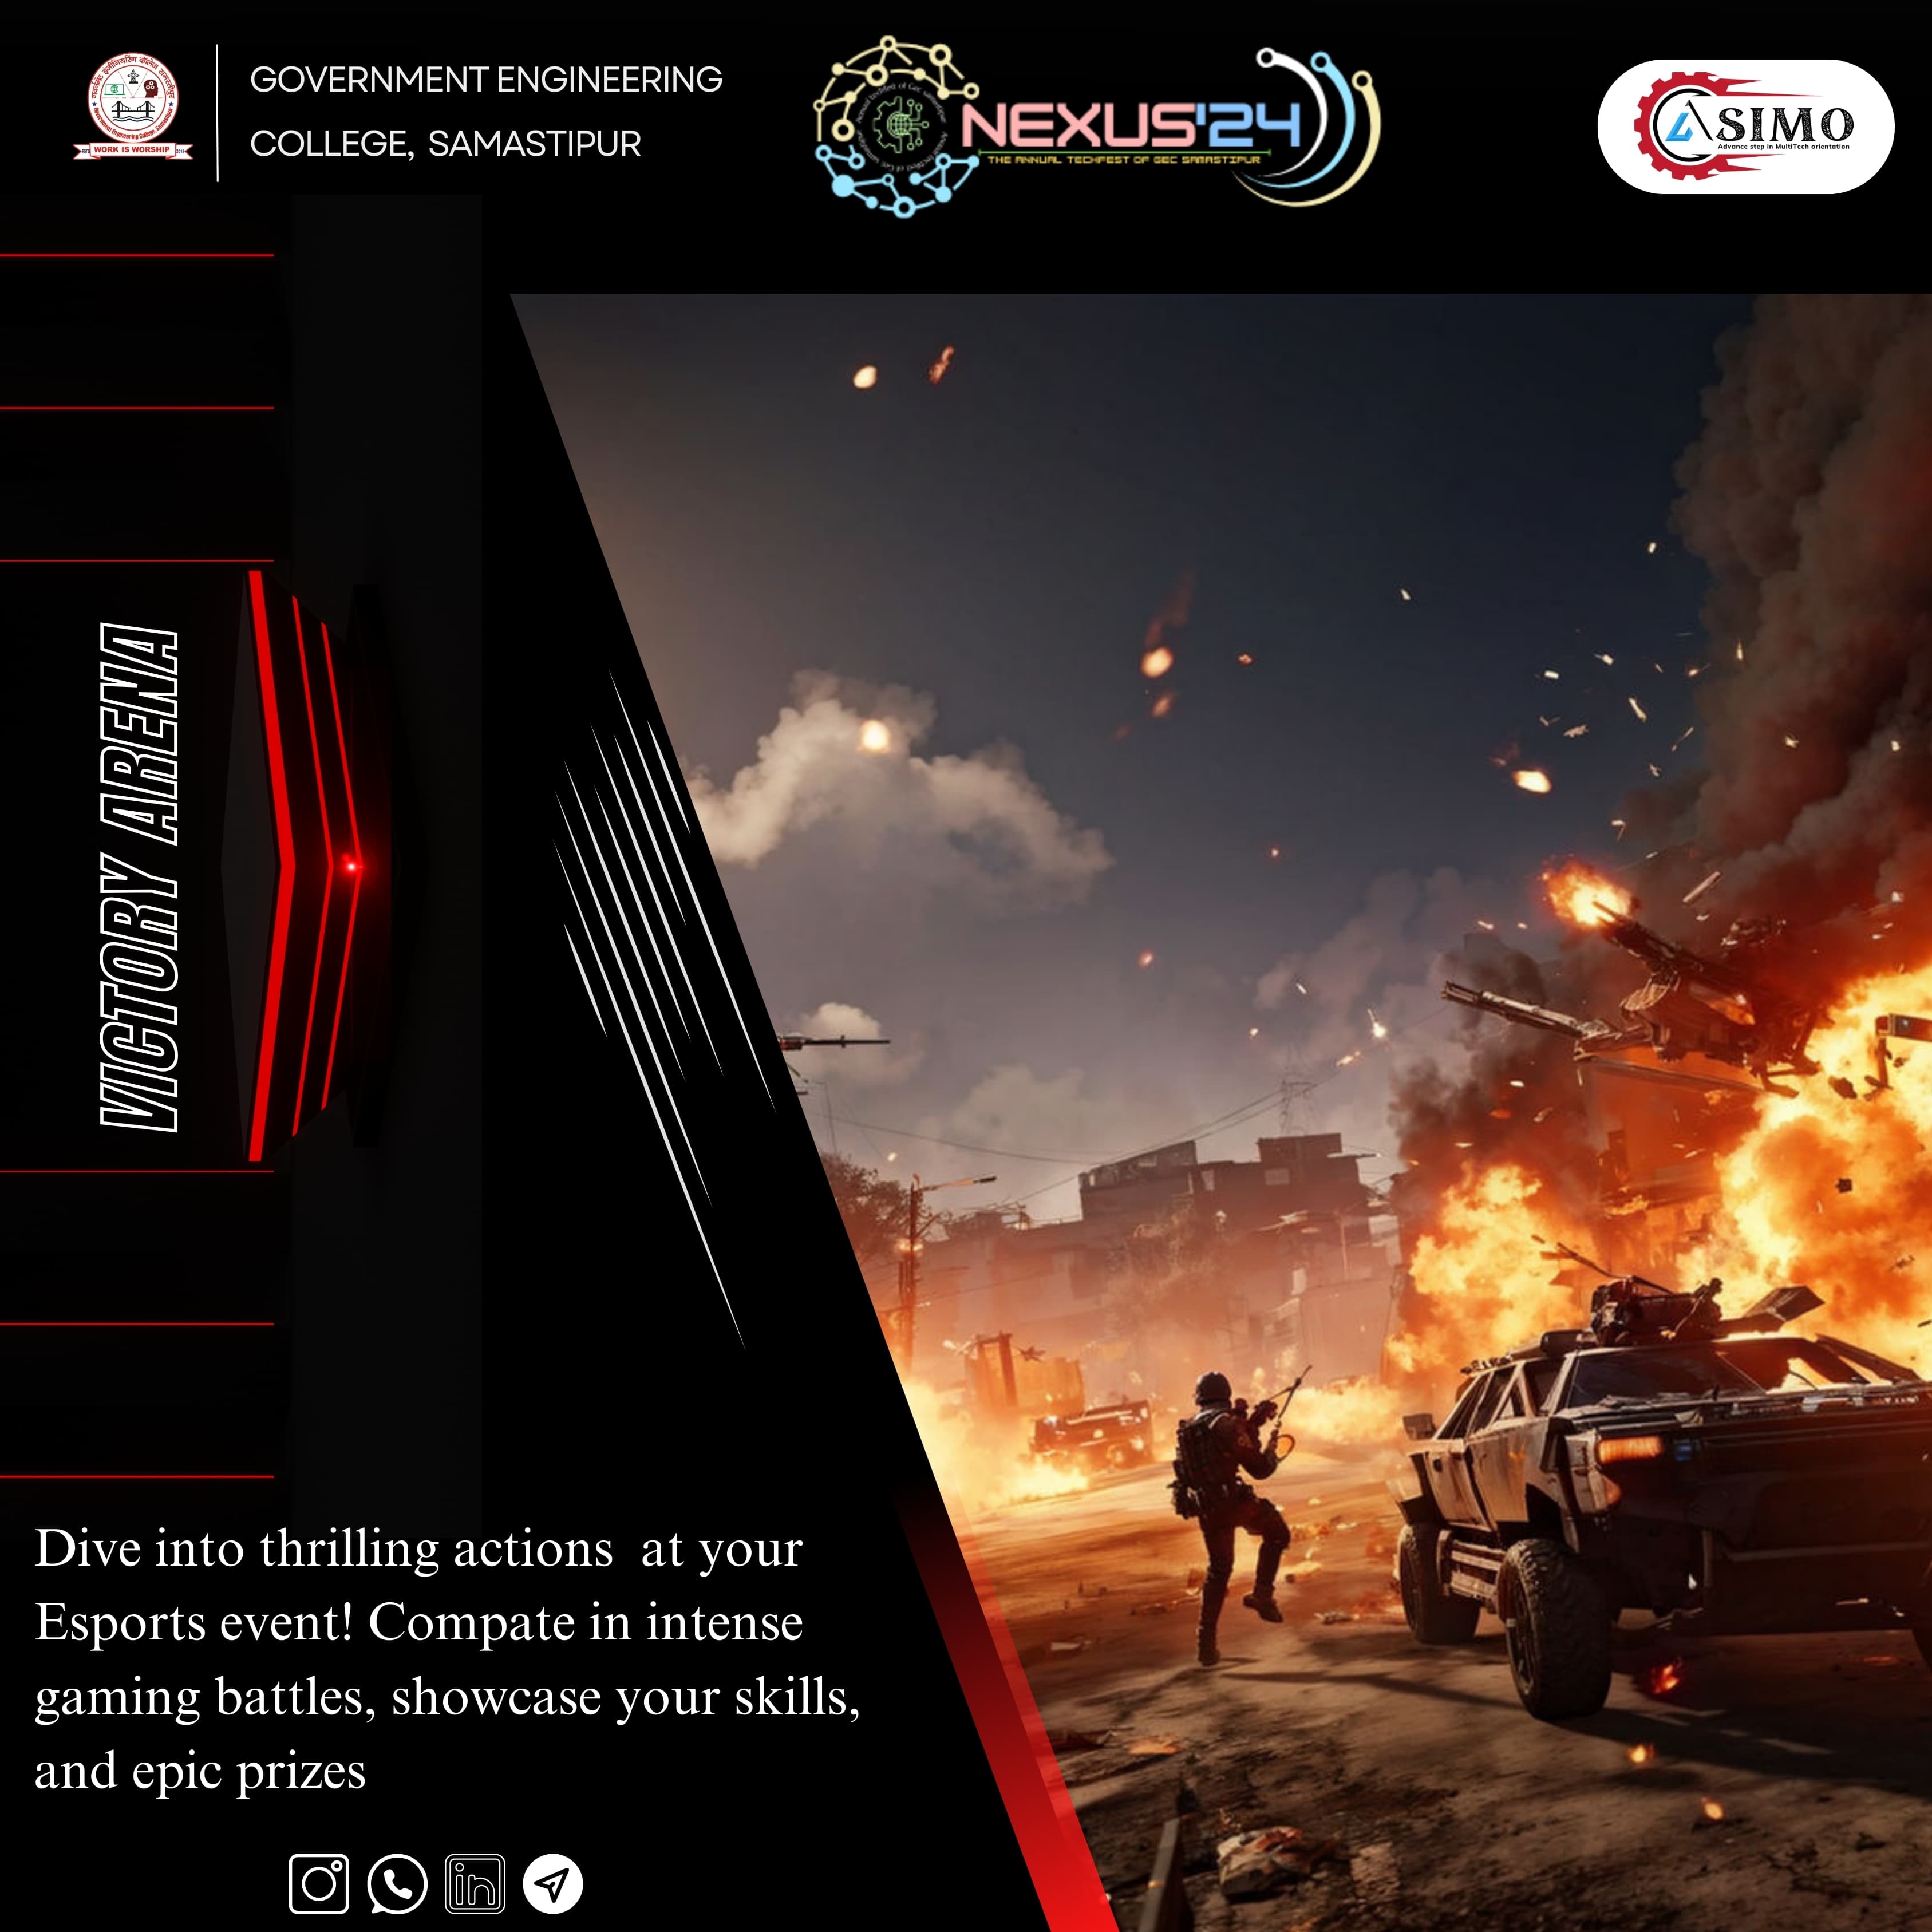 GOVERNMENT ENGINEERING
COLLEGE, SAMASTIPUR
WORK IS WORSHIP
NEXUS'24
THE ANNUAL TECHFEST OF GEC SAMASTIPUR
ASIMO
Advance step in MultiTech orientation
VICTORY ARENA
Dive into thrilling actions at your
Esports event! Compate in intense
gaming battles, showcase your skills,
and epic prizes
in